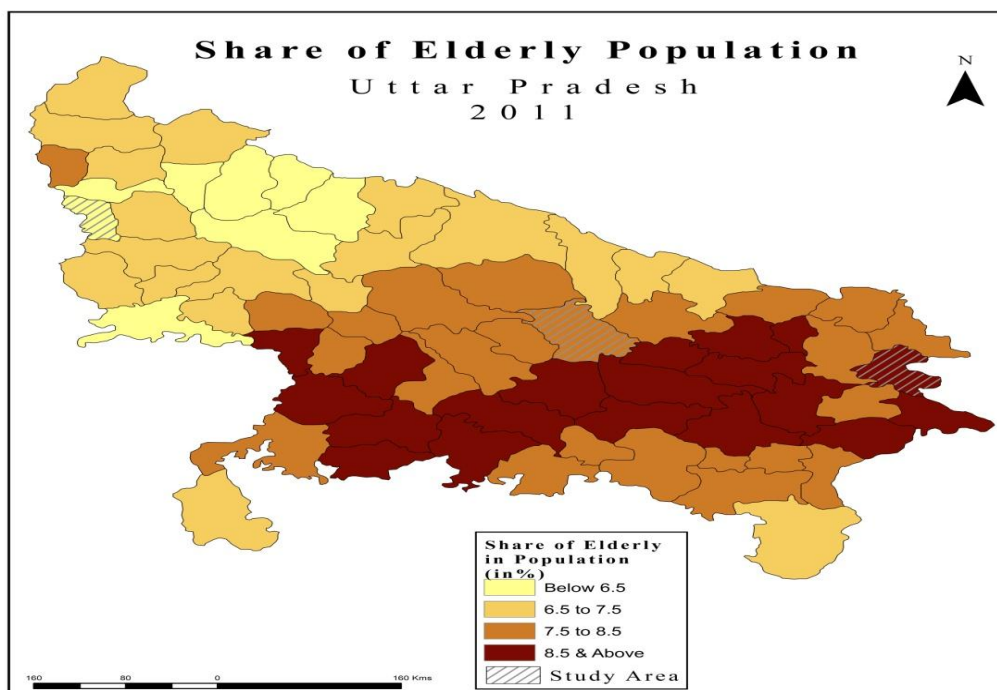 Share of Elderly Population
Uttar Pradesh
2011
N
Share of Elderly
in Population
(in%)
Below 6.5
6.5 to 7.5
7.5 to 8.5
8.5 & Above
Study Area
160 80 0 160 Kms